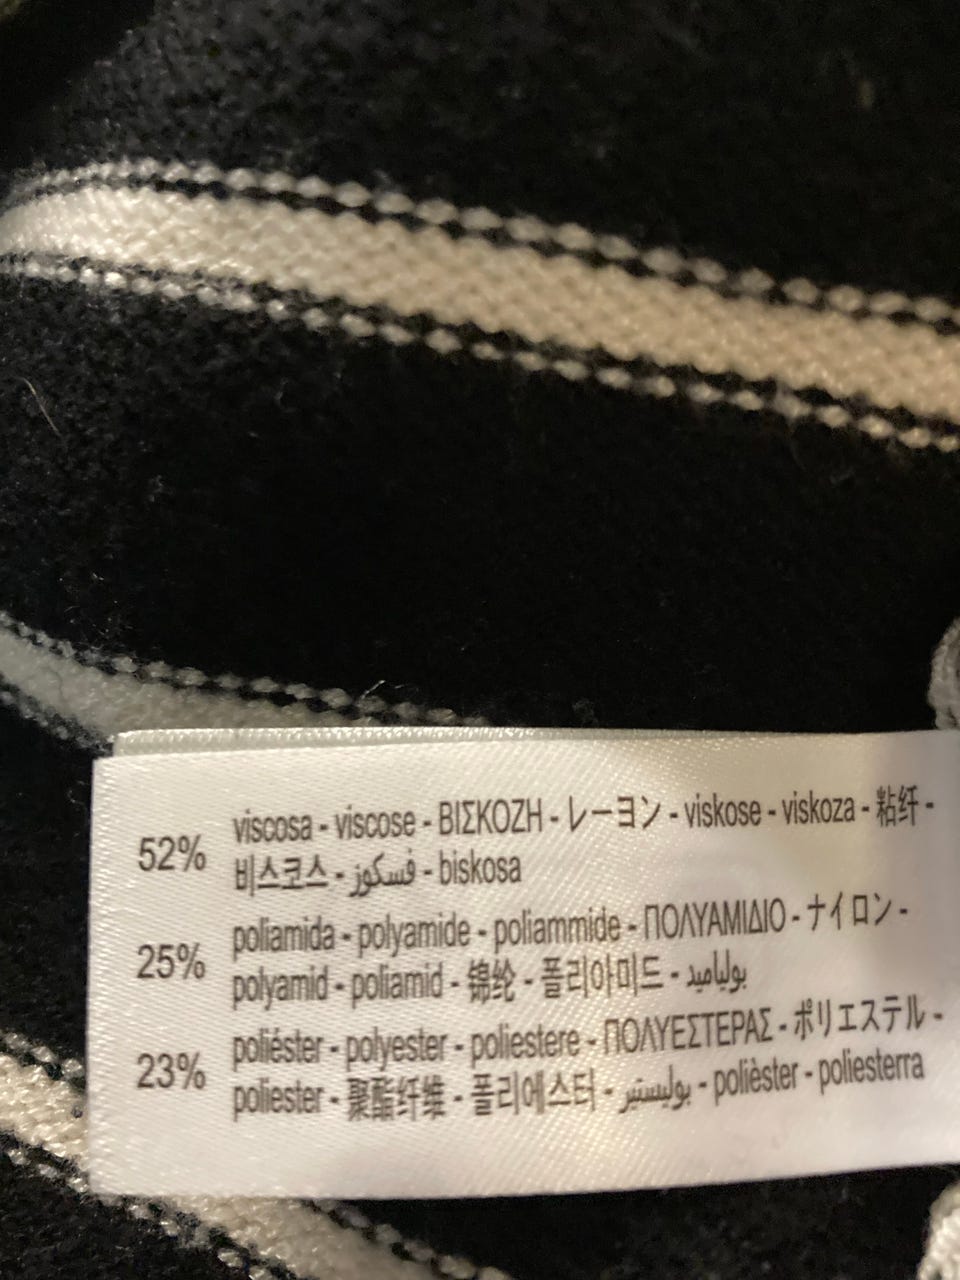 52% viscosa - viscose - ΒΙΣΚΟΖΗ - レーヨン - viskose - viskoza - 粘纤 -
비스코스 - فسكوز - biskosa
25% poliamida - polyamide - poliammide - ΠΟΛΥΑΜΙΔΙΟ - ナイロン -
polyamid - poliamid - 锦纶 - 폴리아미드 - بولياميد
23% poliéster - polyester - poliestere - ΠΟΛΥΕΣΤΕΡΑΣ - ポリエステル -
poliester - 聚酯纤维 - 폴리에스터 - بوليستير - polièster - poliesterra